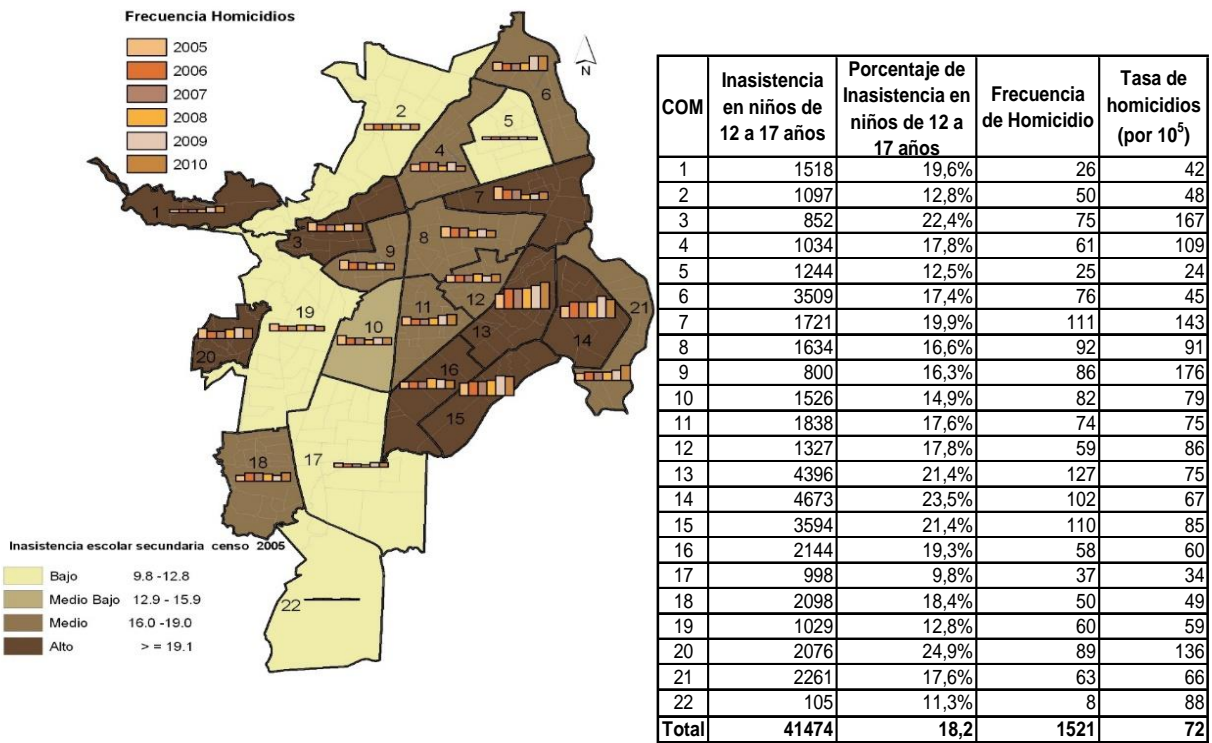 Frecuencia Homicidios
2005
2006
2007
2008
2009
2010
N
1
2
3
4
5
6
7
8
9
10
11
12
13
14
15
16
17
18
19
20
21
22
Inasistencia escolar secundaria censo 2005
Bajo 9.8 -12.8
Medio Bajo 12.9 - 15.9
Medio 16.0 -19.0
Alto > = 19.1
COM Inasistencia en niños de 12 a 17 años Porcentaje de Inasistencia en niños de 12 a 17 años Frecuencia de Homicidio Tasa de homicidios (por 10⁵)
1 1518 19,6% 26 42
2 1097 12,8% 50 48
3 852 22,4% 75 167
4 1034 17,8% 61 109
5 1244 12,5% 25 24
6 3509 17,4% 76 45
7 1721 19,9% 111 143
8 1634 16,6% 92 91
9 800 16,3% 86 176
10 1526 14,9% 82 79
11 1838 17,6% 74 75
12 1327 17,8% 59 86
13 4396 21,4% 127 75
14 4673 23,5% 102 67
15 3594 21,4% 110 85
16 2144 19,3% 58 60
17 998 9,8% 37 34
18 2098 18,4% 50 49
19 1029 12,8% 60 59
20 2076 24,9% 89 136
21 2261 17,6% 63 66
22 105 11,3% 8 88
Total 41474 18,2 1521 72